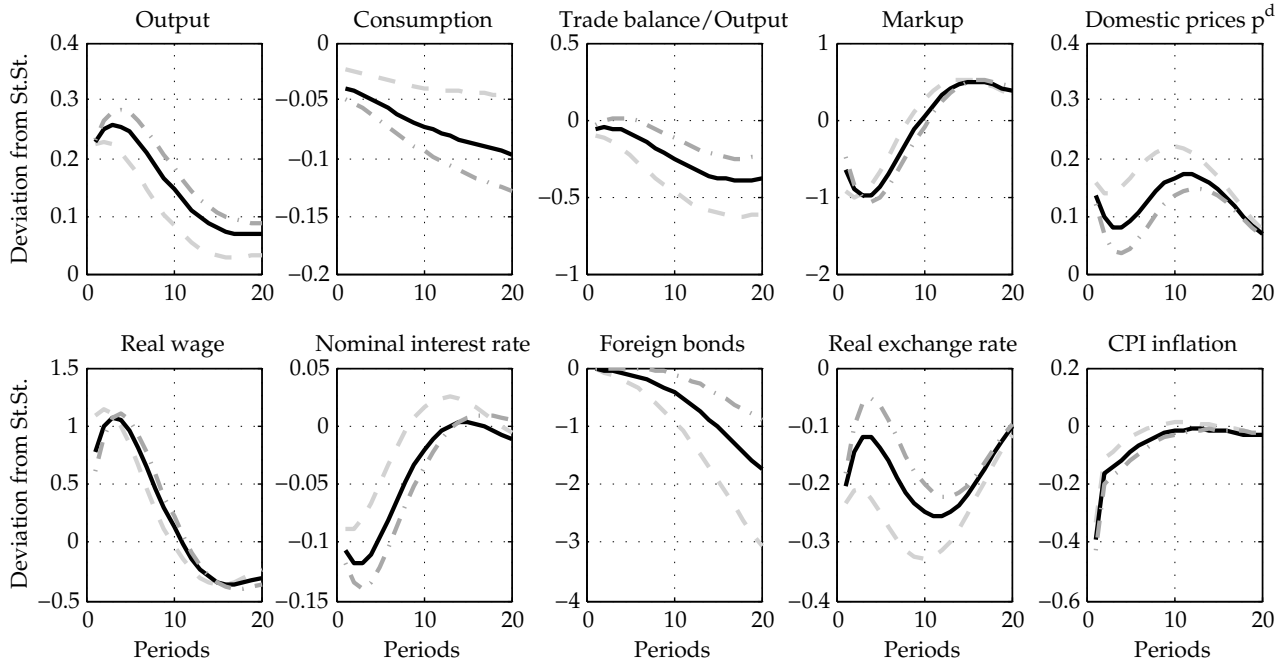 Output
Consumption
Trade balance/Output
Markup
Domestic prices p^d
Deviation from St.St.
0.4
0.3
0.2
0.1
0
0 10 20
0
−0.05
−0.1
−0.15
−0.2
0 10 20
0.5
0
−0.5
−1
0 10 20
1
0
−1
−2
0 10 20
0.4
0.3
0.2
0.1
0
0 10 20
Real wage
Nominal interest rate
Foreign bonds
Real exchange rate
CPI inflation
Deviation from St.St.
1.5
1
0.5
0
−0.5
0 10 20
Periods
0.05
0
−0.05
−0.1
−0.15
0 10 20
Periods
0
−1
−2
−3
−4
0 10 20
Periods
0
−0.1
−0.2
−0.3
−0.4
0 10 20
Periods
0.2
0
−0.2
−0.4
−0.6
0 10 20
Periods